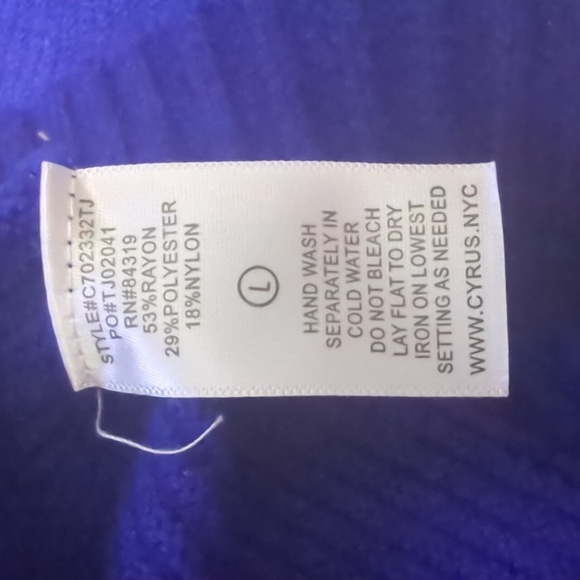 STYLE#C702332TJ
PO#TJ02041
RN#84319
53%RAYON
29%POLYESTER
18%NYLON
L
HAND WASH
SEPARATELY IN
COLD WATER
DO NOT BLEACH
LAY FLAT TO DRY
IRON ON LOWEST
SETTING AS NEEDED
WWW.CYRUS.NYC